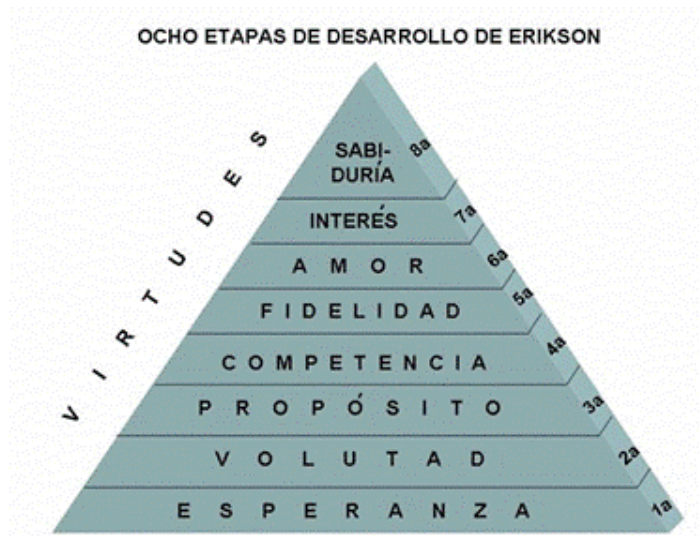 OCHO ETAPAS DE DESARROLLO DE ERIKSON
VIRTUDES
SABI-
DURÍA
8a
INTERÉS
7a
AMOR
6a
FIDELIDAD
5a
COMPETENCIA
4a
PROPÓSITO
3a
VOLUTAD
2a
ESPERANZA
1a